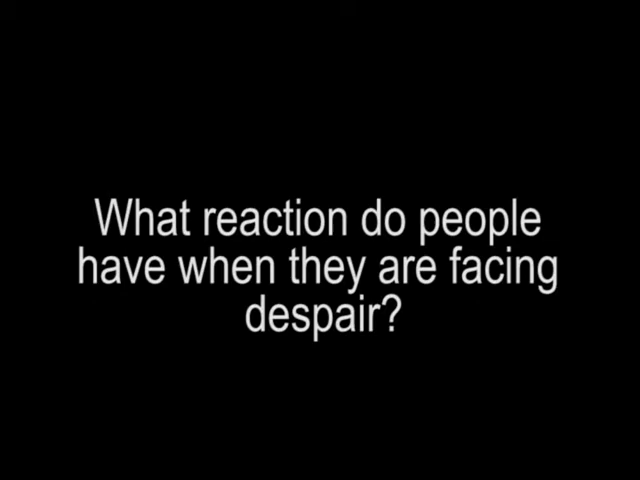 What reaction do people
have when they are facing
despair?